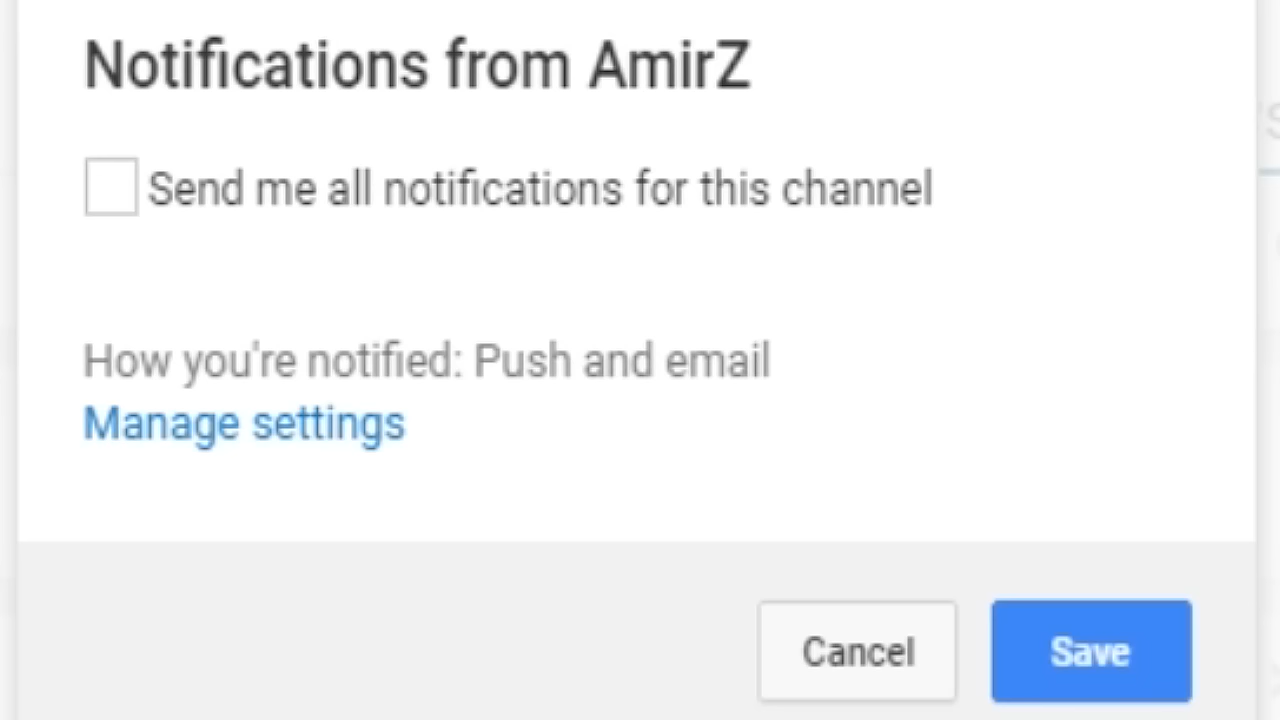 Notifications from AmirZ
Send me all notifications for this channel
How you're notified: Push and email
Manage settings
Cancel
Save